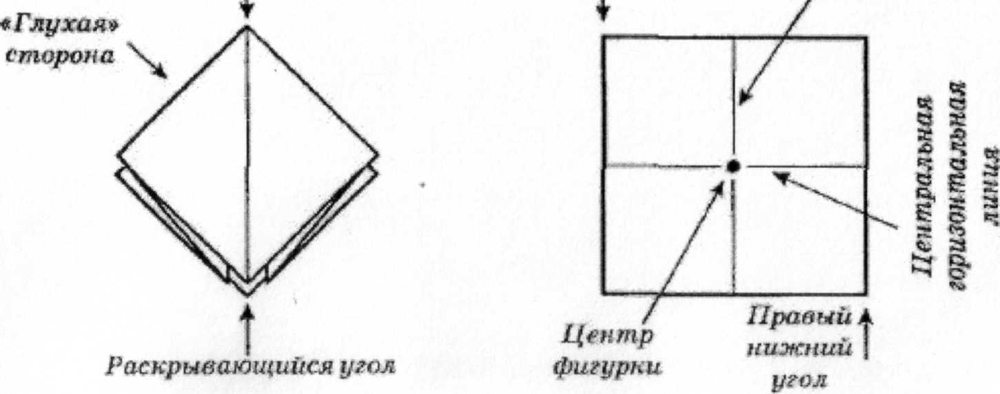 «Глухая»
сторона
Раскрывающийся угол
Центральная
горизонтальная
линия
Центр
фигурки
Правый
нижний
угол